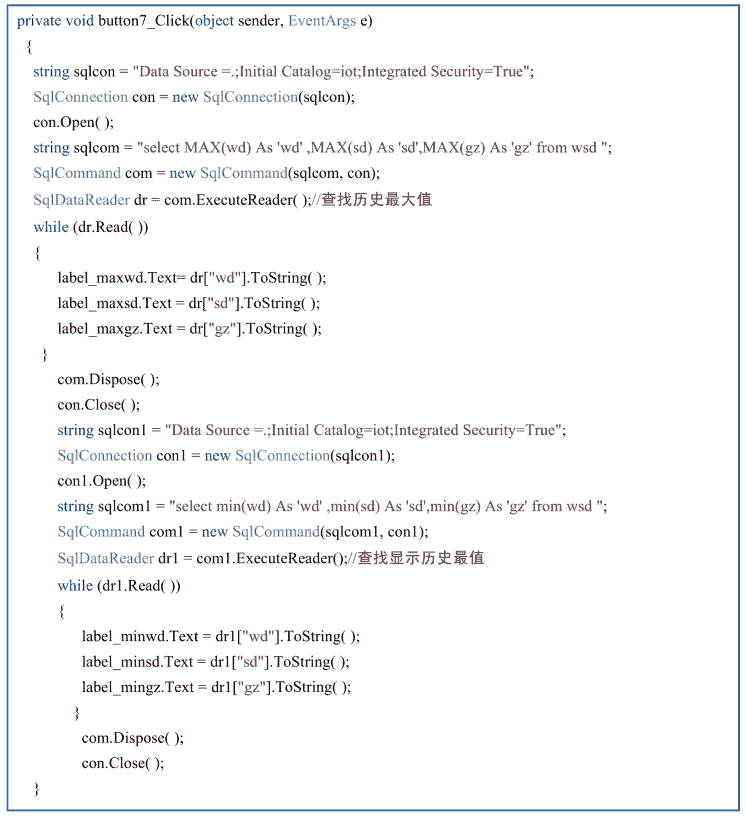 private void button7_Click(object sender, EventArgs e)
{
string sqlcon = "Data Source =.;Initial Catalog=iot;Integrated Security=True";
SqlConnection con = new SqlConnection(sqlcon);
con.Open( );
string sqlcom = "select MAX(wd) As 'wd' ,MAX(sd) As 'sd',MAX(gz) As 'gz' from wsd ";
SqlCommand com = new SqlCommand(sqlcom, con);
SqlDataReader dr = com.ExecuteReader( );//查找历史最大值
while (dr.Read( ))
{
label_maxwd.Text= dr["wd"].ToString( );
label_maxsd.Text = dr["sd"].ToString( );
label_maxgz.Text = dr["gz"].ToString( );
}
com.Dispose( );
con.Close( );
string sqlcon1 = "Data Source =.;Initial Catalog=iot;Integrated Security=True";
SqlConnection con1 = new SqlConnection(sqlcon1);
con1.Open( );
string sqlcom1 = "select min(wd) As 'wd' ,min(sd) As 'sd',min(gz) As 'gz' from wsd ";
SqlCommand com1 = new SqlCommand(sqlcom1, con1);
SqlDataReader dr1 = com1.ExecuteReader();//查找显示历史最值
while (dr1.Read( ))
{
label_minwd.Text = dr1["wd"].ToString( );
label_minsd.Text = dr1["sd"].ToString( );
label_mingz.Text = dr1["gz"].ToString( );
}
com.Dispose( );
con.Close( );
}